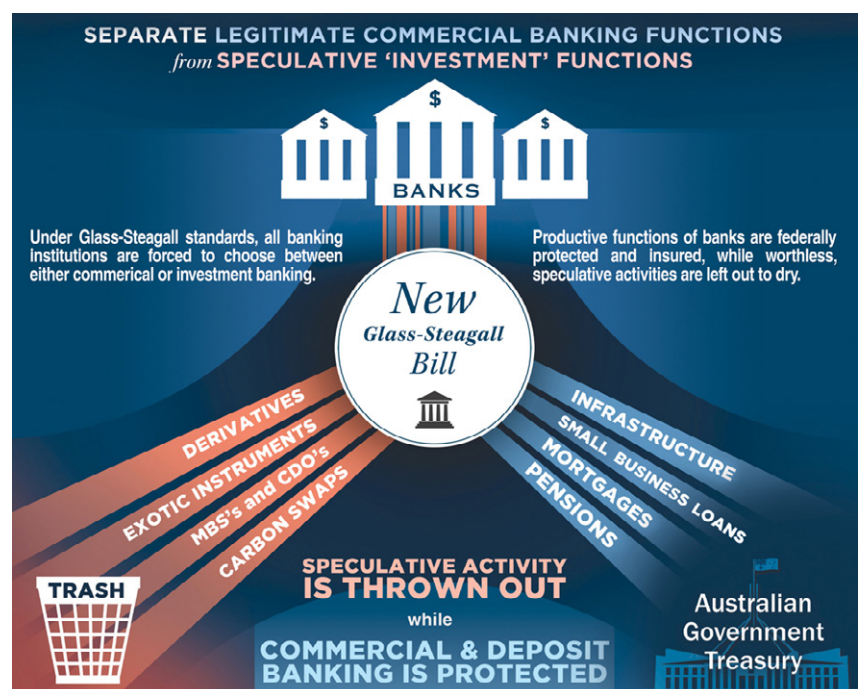 SEPARATE LEGITIMATE COMMERCIAL BANKING FUNCTIONS
from SPECULATIVE ‘INVESTMENT’ FUNCTIONS
$
$
$
BANKS
Under Glass-Steagall standards, all banking
institutions are forced to choose between
either commerical or investment banking.
Productive functions of banks are federally
protected and insured, while worthless,
speculative activities are left out to dry.
New
Glass-Steagall
Bill
DERIVATIVES
EXOTIC INSTRUMENTS
MBS's and CDO's
CARBON SWAPS
INFRASTRUCTURE
SMALL BUSINESS LOANS
MORTGAGES
PENSIONS
TRASH
SPECULATIVE ACTIVITY
IS THROWN OUT
while
COMMERCIAL & DEPOSIT
BANKING IS PROTECTED
Australian
Government
Treasury